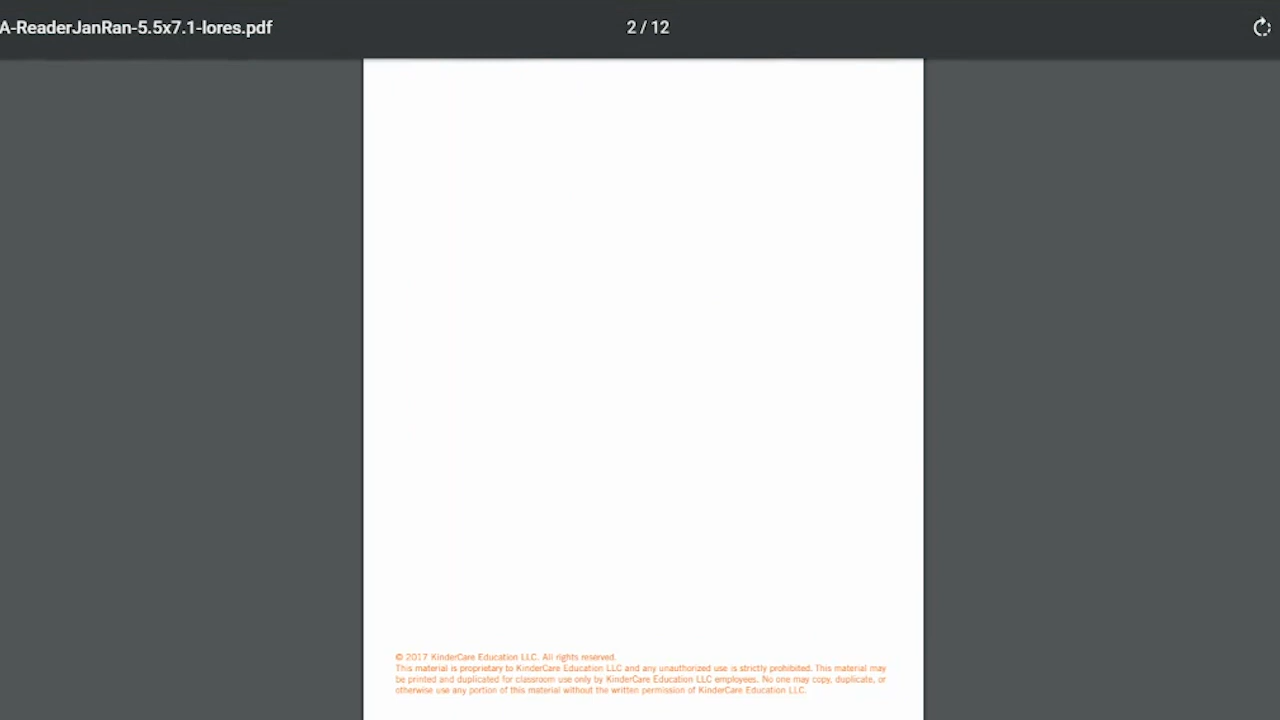 A-ReaderJanRan-5.5x7.1-lores.pdf
2 / 12
© 2017 KinderCare Education LLC. All rights reserved.
This material is proprietary to KinderCare Education LLC and any unauthorized use is strictly prohibited. This material may
be printed and duplicated for classroom use only by KinderCare Education LLC employees. No one may copy, duplicate, or
otherwise use any portion of this material without the written permission of KinderCare Education LLC.